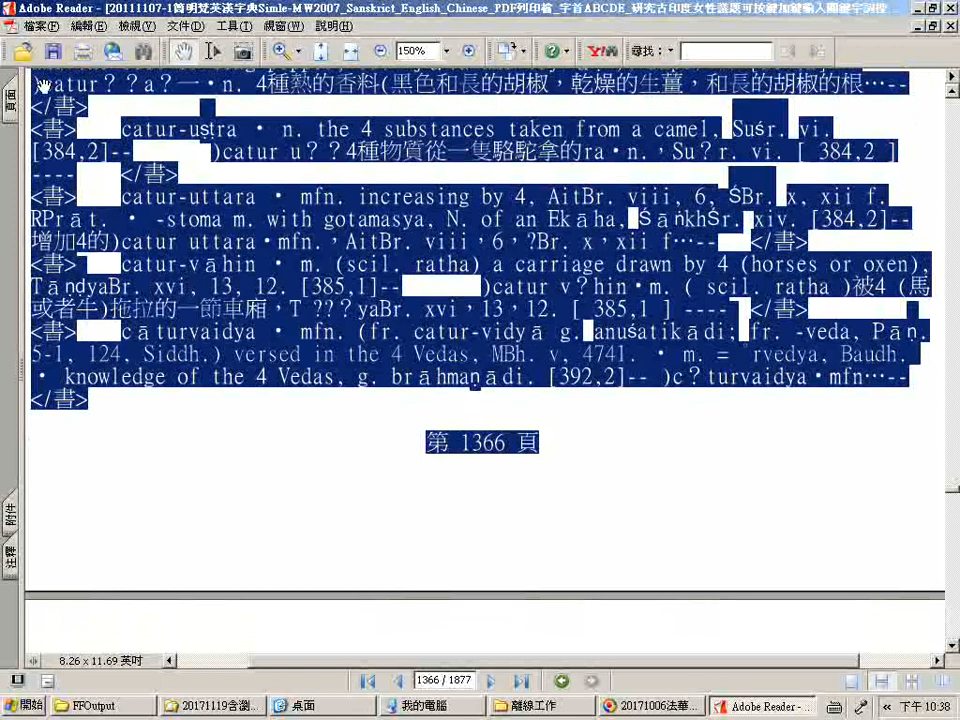 Adobe Reader - [20111107-1簡明梵英漢字典Simle-MW2007_Sanskrict_English_Chinese_PDF列印檔_字首ABCDE_研究古印度女性議題可按鍵加鍵輸入關鍵字詞搜
檔案(F) 編輯(E) 檢視(V) 文件(D) 工具(T) 視窗(W) 說明(H)
150% Y! 尋找：
頁面
)vatur？？a？一・n. 4種熱的香料(黑色和長的胡椒，乾燥的生薑，和長的胡椒的根…--
</書>
<書> catur-uṣṭra ・ n. the 4 substances taken from a camel, Suśr. vi.
[384,2]-- )catur u？？4種物質從一隻駱駝拿的ra・n.，Su？r. vi. [ 384,2 ]
---- </書>
<書> catur-uttara ・ mfn. increasing by 4, AitBr. viii, 6, ŚBr. x, xii f.
RPrāt. ・ -stoma m. with gotamasya, N. of an Ekāha, ŚāṅkhŚr. xiv. [384,2]--
增加4的)catur uttara・mfn.，AitBr. viii，6，?Br. x，xii f…-- </書>
<書> catur-vāhin ・ m. (scil. ratha) a carriage drawn by 4 (horses or oxen),
TāṇḍyaBr. xvi, 13, 12. [385,1]-- )catur v？hin・m. ( scil. ratha )被4 (馬
或者牛)拖拉的一節車廂，T ???yaBr. xvi，13，12. [ 385,1 ] ---- </書>
<書> cāturvaidya ・ mfn. (fr. catur-vidyā g. anuśatikādi; fr. -veda, Pāṇ.
5-1, 124, Siddh.) versed in the 4 Vedas, MBh. v, 4741. ・ m. = °rvedya, Baudh.
・ knowledge of the 4 Vedas, g. brāhmaṇādi. [392,2]-- )c？turvaidya・mfn…--
</書>
第 1366 頁
附件
注釋
8.26 x 11.69 英吋
1366 / 1877
開始 FFOutput 20171119含瀏... 桌面 我的電腦 離線工作 20171006法華... Adobe Reader - ... « 下午 10:38